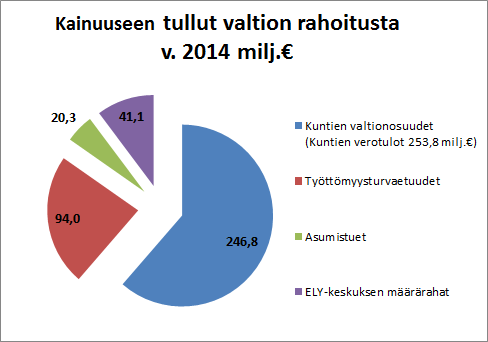 Kainuuseen tullut valtion rahoitusta
v. 2014 milj.€
20,3
41,1
94,0
246,8
Kuntien valtionosuudet
(Kuntien verotulot 253,8 milj.€)
Työttömyysturvaetuudet
Asumistuet
ELY-keskuksen määrärahat